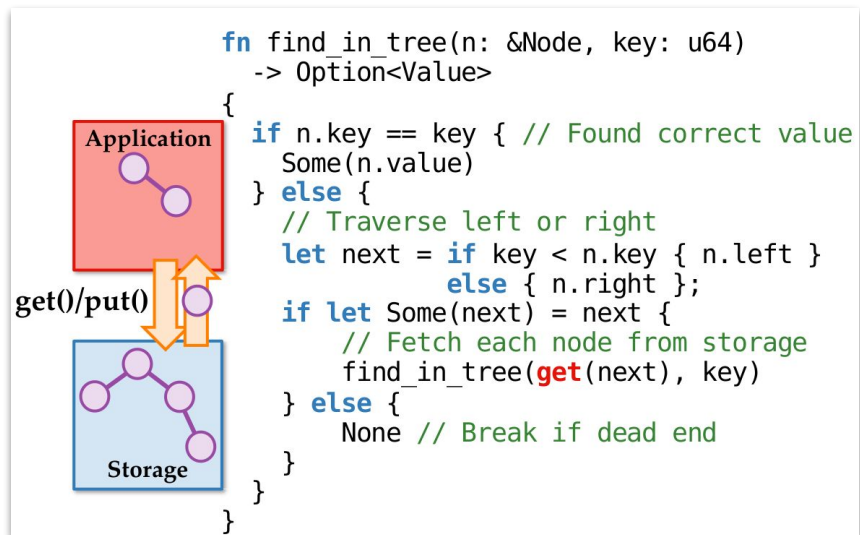 fn find_in_tree(n: &Node, key: u64)
-> Option<Value>
{
if n.key == key { // Found correct value
Some(n.value)
} else {
// Traverse left or right
let next = if key < n.key { n.left }
else { n.right };
if let Some(next) = next {
// Fetch each node from storage
find_in_tree(get(next), key)
} else {
None // Break if dead end
}
}
}
Application
get()/put()
Storage